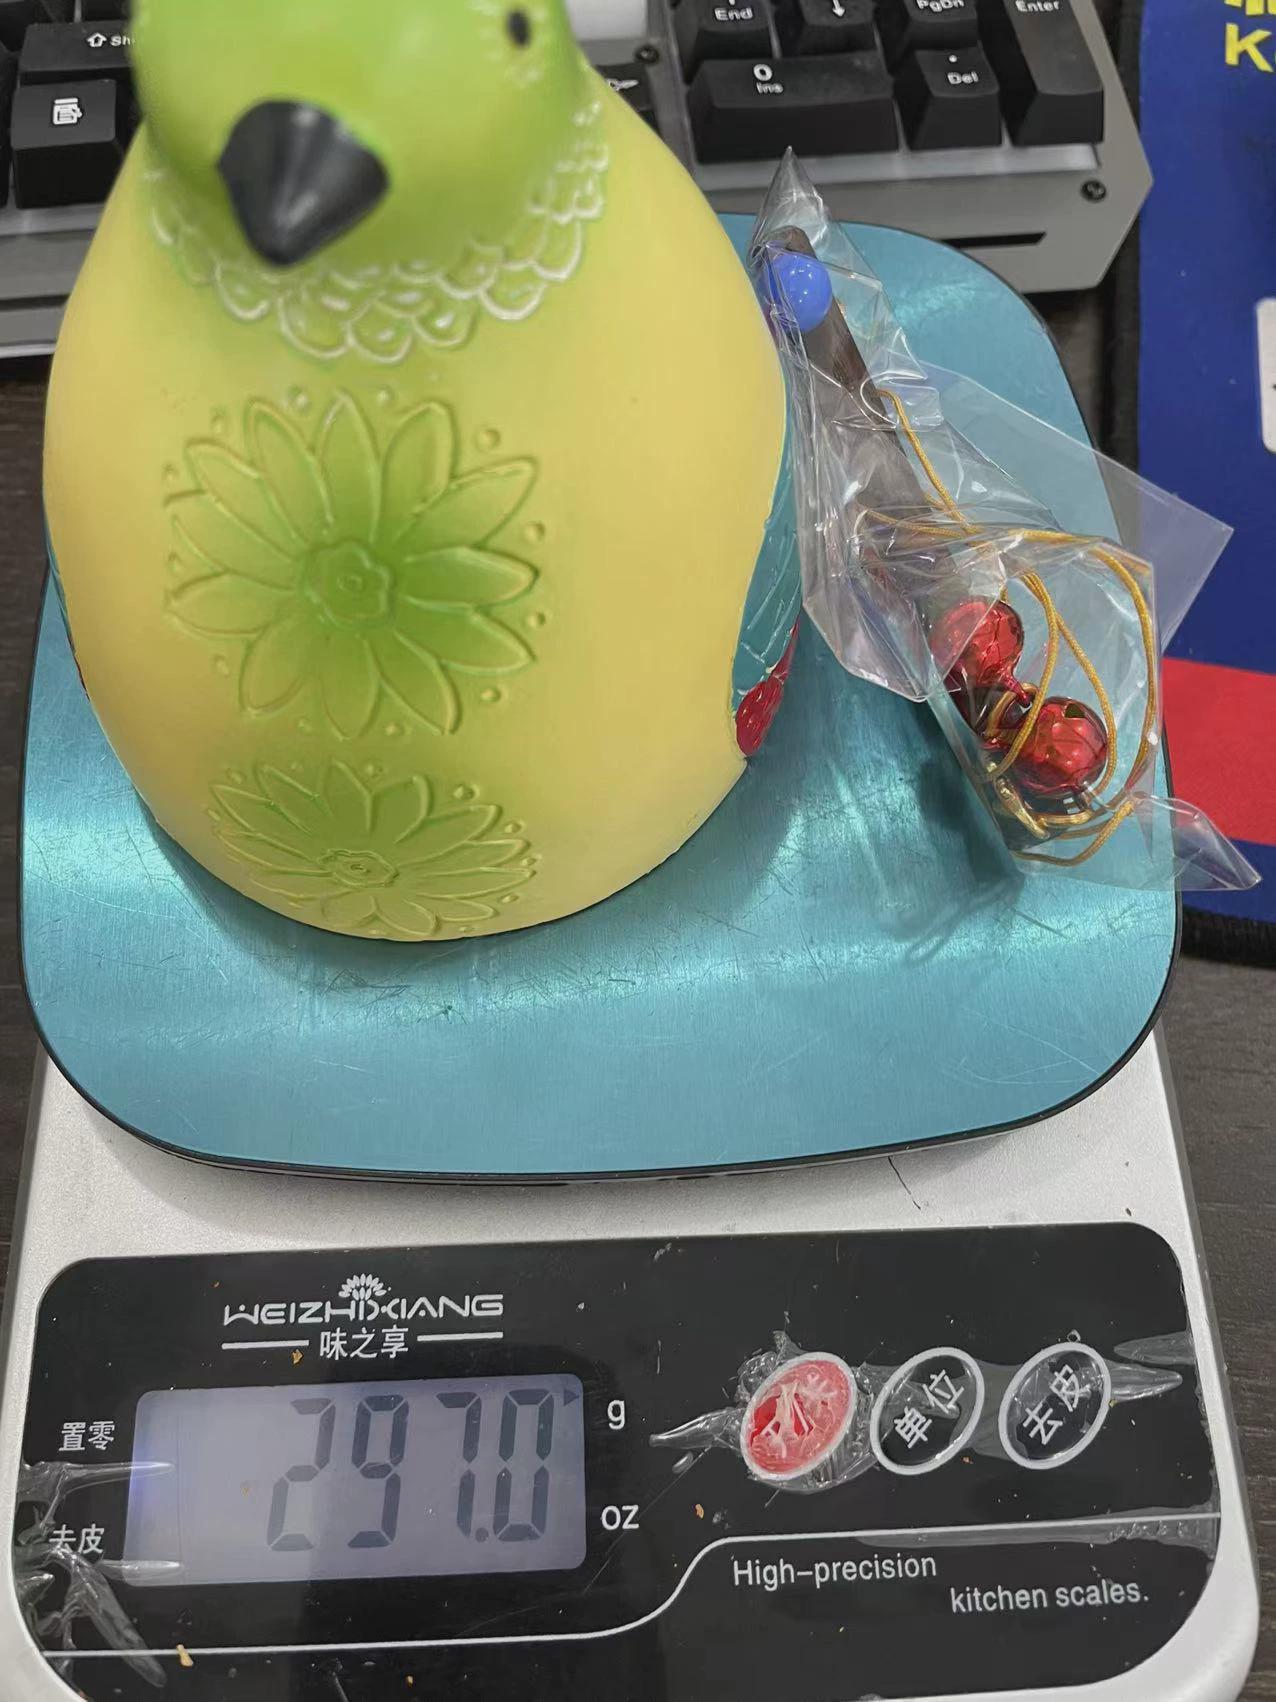 End
↓
PgDn
Enter
⇧ Sh
0
Ins
.
Del
K
WEIZHIXIANG
味之享
置零
297.0
g
单位
去皮
去皮
oz
High-precision
kitchen scales.